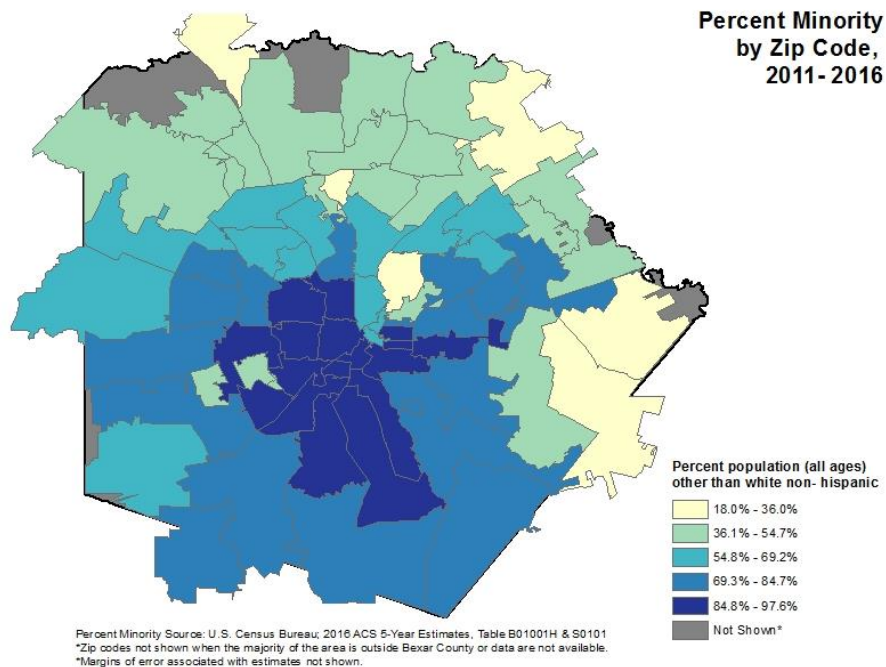 Percent Minority
by Zip Code,
2011- 2016
Percent population (all ages)
other than white non- hispanic
18.0% - 36.0%
36.1% - 54.7%
54.8% - 69.2%
69.3% - 84.7%
84.8% - 97.6%
Not Shown*
Percent Minority Source: U.S. Census Bureau; 2016 ACS 5-Year Estimates, Table B01001H & S0101
*Zip codes not shown when the majority of the area is outside Bexar County or data are not available.
*Margins of error associated with estimates not shown.